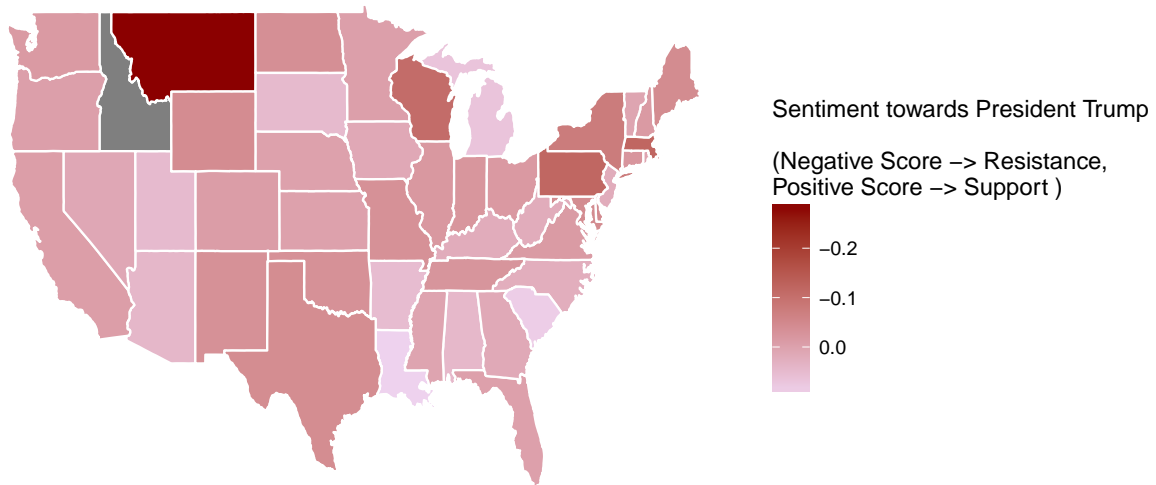 Sentiment towards President Trump
(Negative Score −> Resistance,
Positive Score −> Support )
−0.2
−0.1
0.0